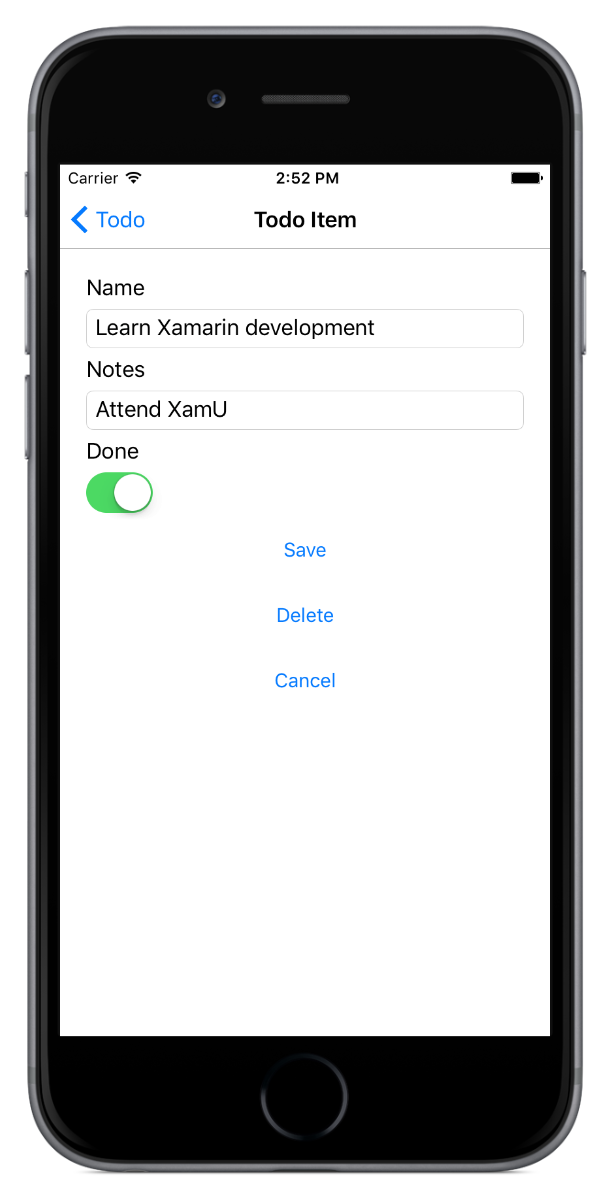 Carrier 2:52 PM
Todo Todo Item
Name
Learn Xamarin development
Notes
Attend XamU
Done
Save
Delete
Cancel